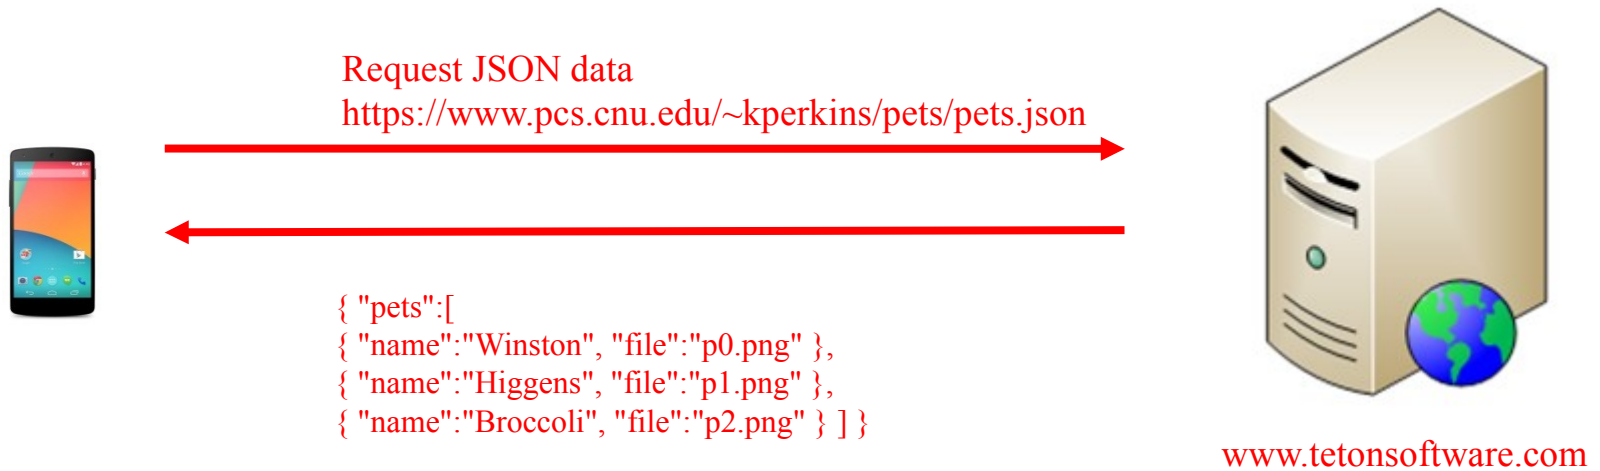 Request JSON data
https://www.pcs.cnu.edu/~kperkins/pets/pets.json
{ "pets":[
{ "name":"Winston", "file":"p0.png" },
{ "name":"Higgens", "file":"p1.png" },
{ "name":"Broccoli", "file":"p2.png" } ] }
www.tetonsoftware.com